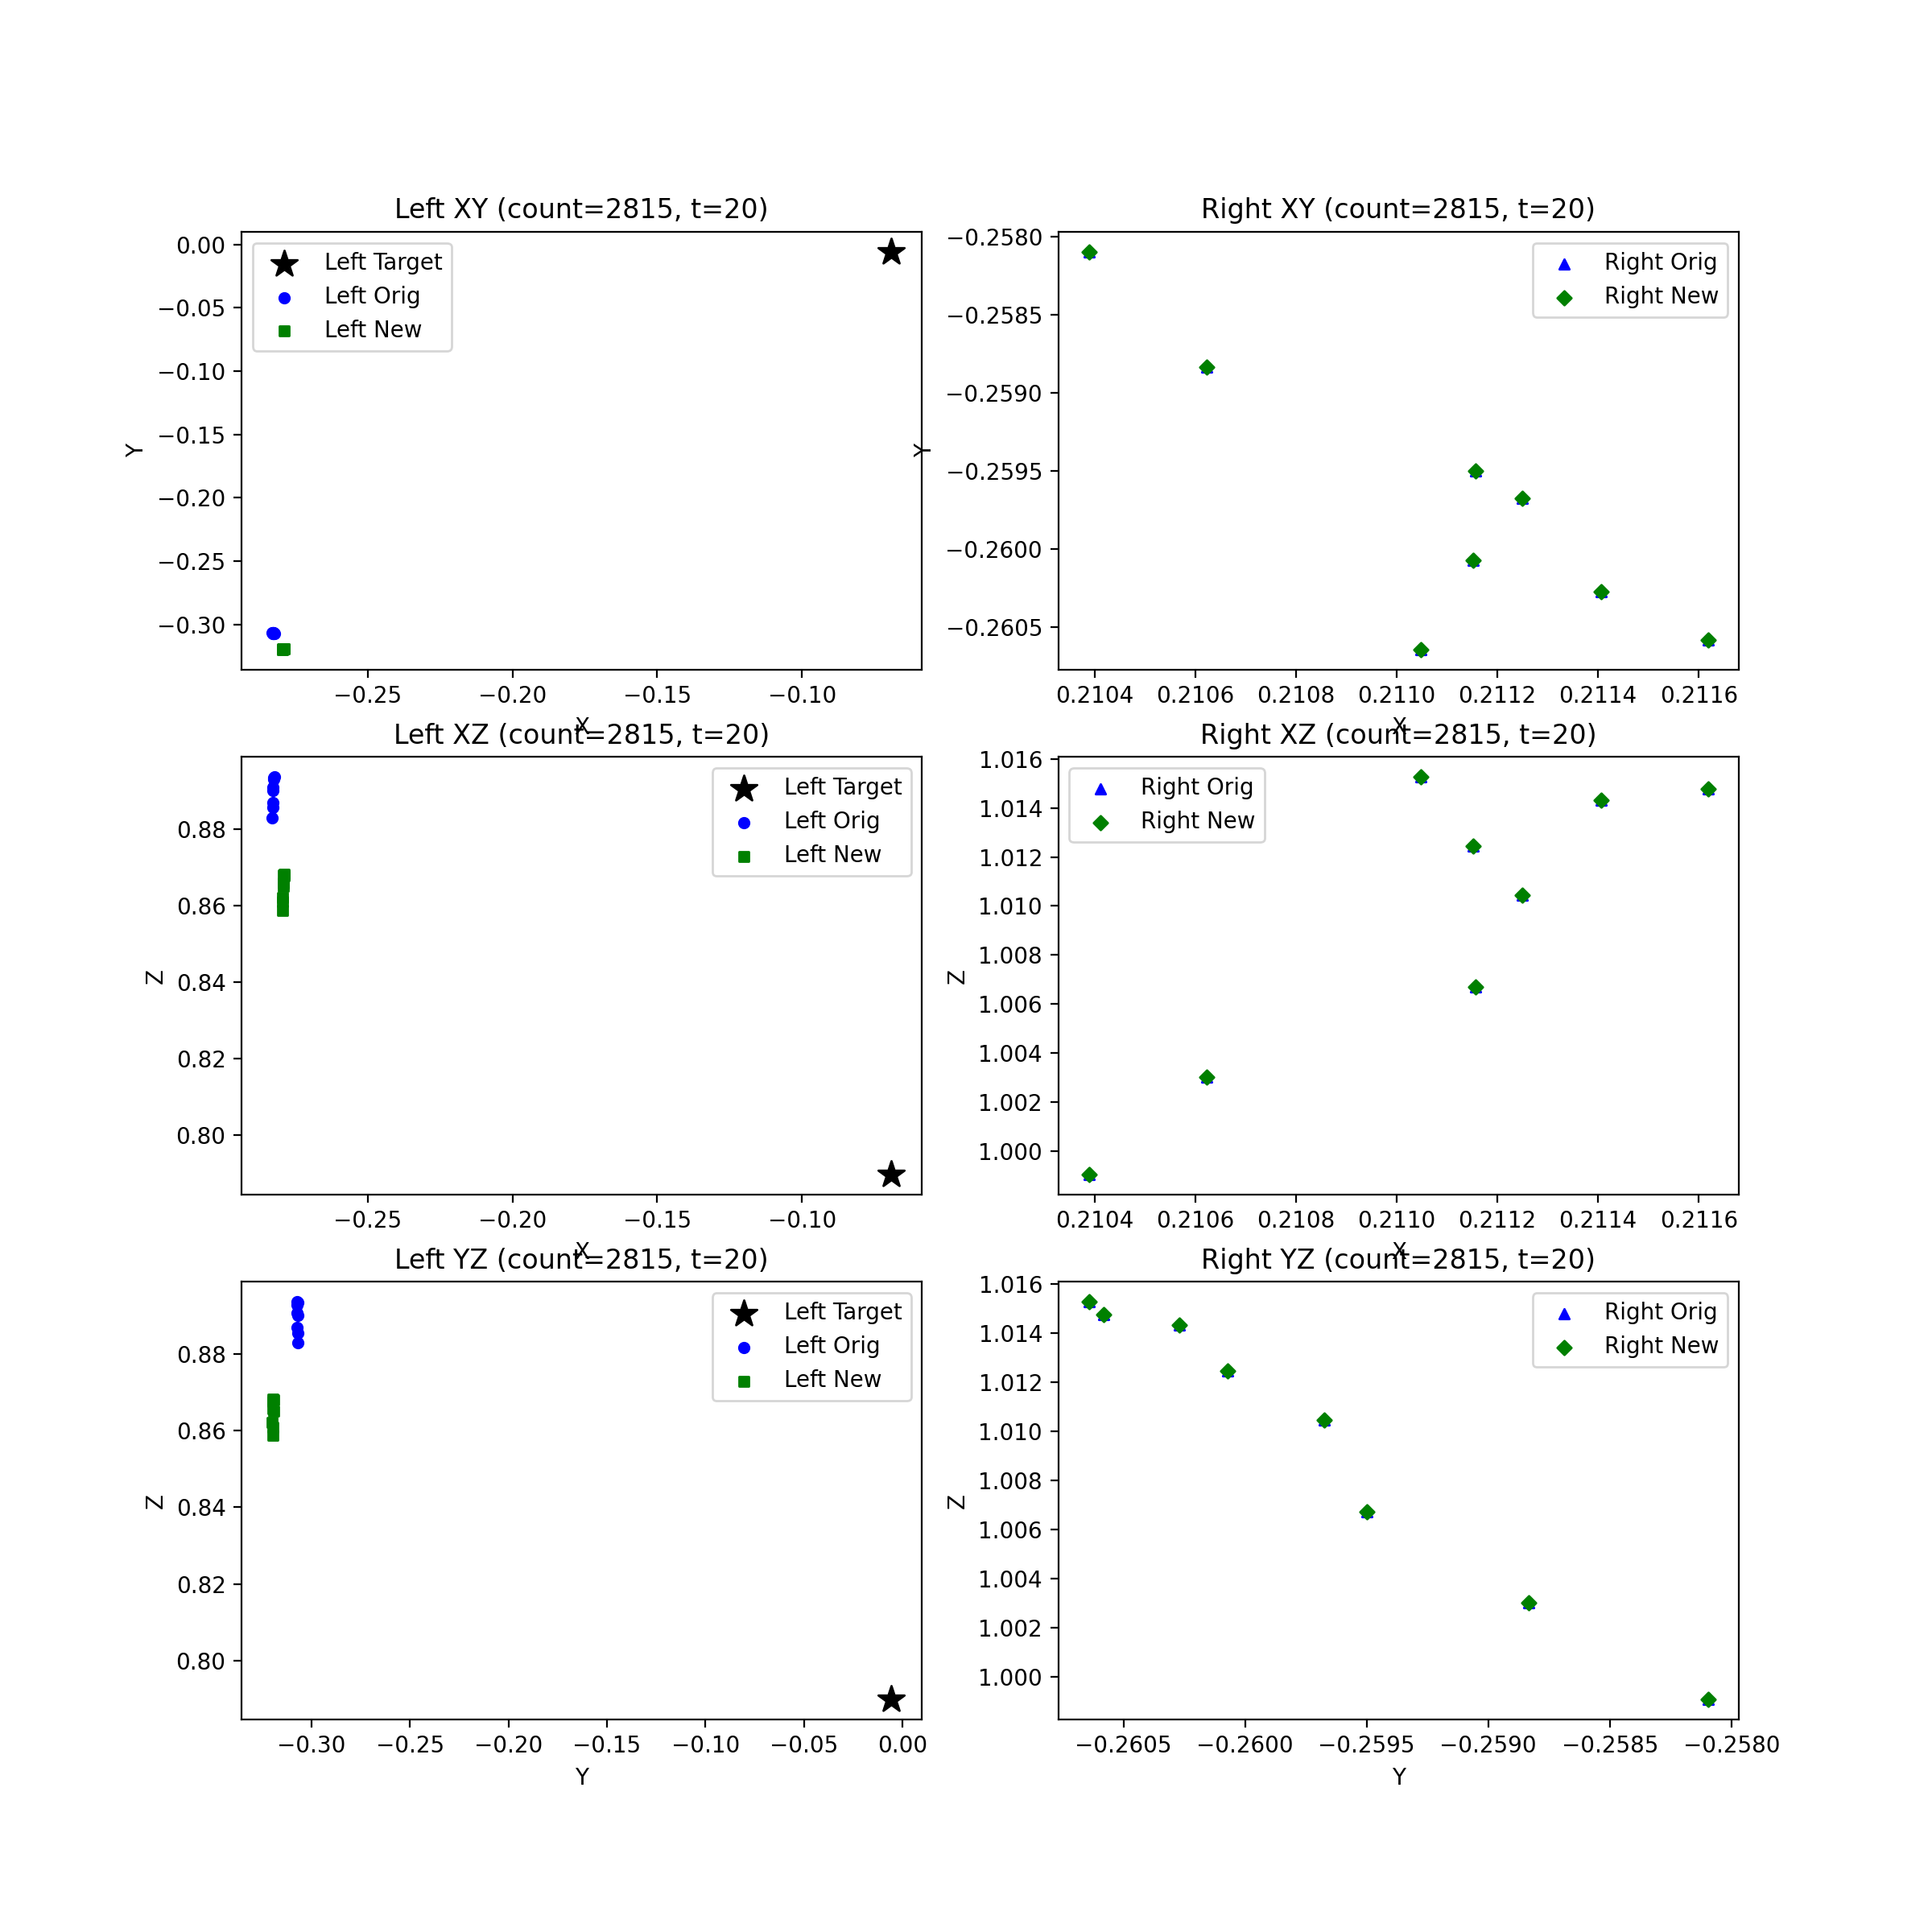 Left XY (count=2815, t=20)
Right XY (count=2815, t=20)
0.00
−0.05
−0.10
−0.15
−0.20
−0.25
−0.30
Y
Left Target
Left Orig
Left New
−0.25
−0.20
−0.15
−0.10
X
−0.2580
−0.2585
−0.2590
−0.2595
−0.2600
−0.2605
Y
Right Orig
Right New
0.2104
0.2106
0.2108
0.2110
0.2112
0.2114
0.2116
X
Left XZ (count=2815, t=20)
Right XZ (count=2815, t=20)
0.88
0.86
0.84
0.82
0.80
Z
Left Target
Left Orig
Left New
−0.25
−0.20
−0.15
−0.10
X
1.016
1.014
1.012
1.010
1.008
1.006
1.004
1.002
1.000
Z
Right Orig
Right New
0.2104
0.2106
0.2108
0.2110
0.2112
0.2114
0.2116
X
Left YZ (count=2815, t=20)
Right YZ (count=2815, t=20)
0.88
0.86
0.84
0.82
0.80
Z
Left Target
Left Orig
Left New
−0.30
−0.25
−0.20
−0.15
−0.10
−0.05
0.00
Y
1.016
1.014
1.012
1.010
1.008
1.006
1.004
1.002
1.000
Z
Right Orig
Right New
−0.2605
−0.2600
−0.2595
−0.2590
−0.2585
−0.2580
Y